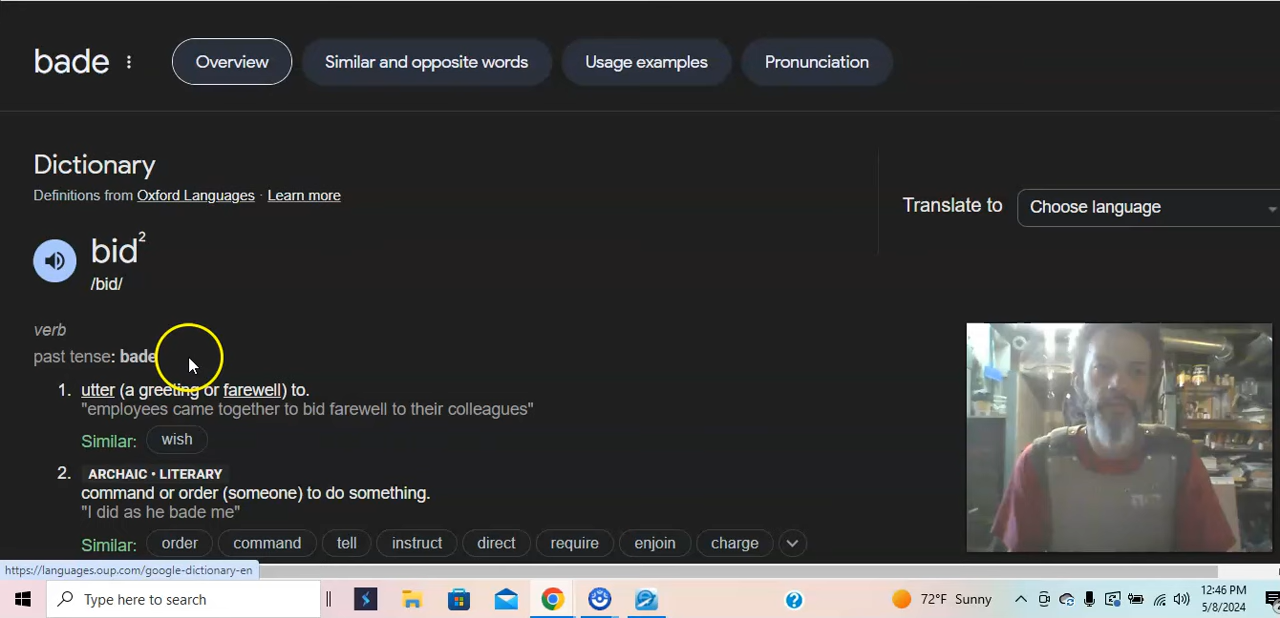 bade
Overview
Similar and opposite words
Usage examples
Pronunciation
Dictionary
Definitions from Oxford Languages · Learn more
Translate to
Choose language
bid2
/bid/
verb
past tense: bade
1. utter (a greeting or farewell) to.
"employees came together to bid farewell to their colleagues"
Similar: wish
2. ARCHAIC • LITERARY
command or order (someone) to do something.
"I did as he bade me"
Similar: order command tell instruct direct require enjoin charge
https://languages.oup.com/google-dictionary-en
Type here to search
72°F Sunny
12:46 PM
5/8/2024